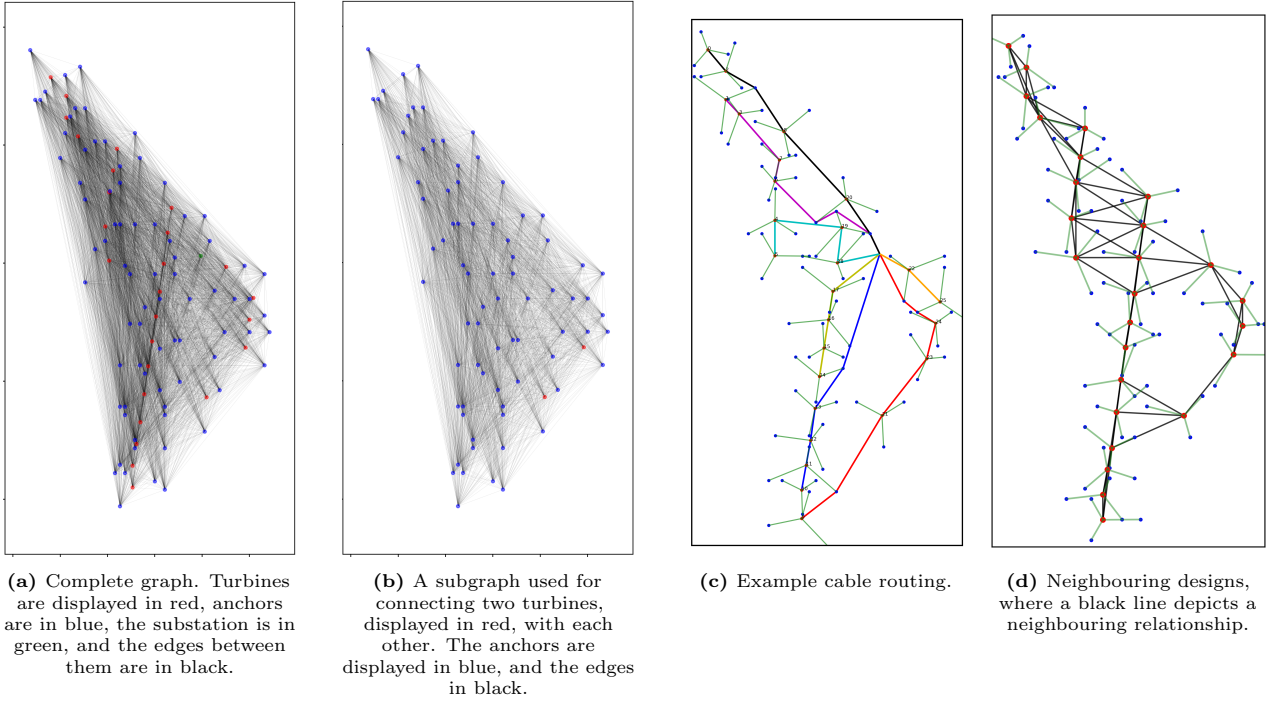 (a) Complete graph. Turbines
are displayed in red, anchors
are in blue, the substation is in
green, and the edges between
them are in black.
(b) A subgraph used for
connecting two turbines,
displayed in red, with each
other. The anchors are
displayed in blue, and the edges
in black.
(c) Example cable routing.
(d) Neighbouring designs,
where a black line depicts a
neighbouring relationship.